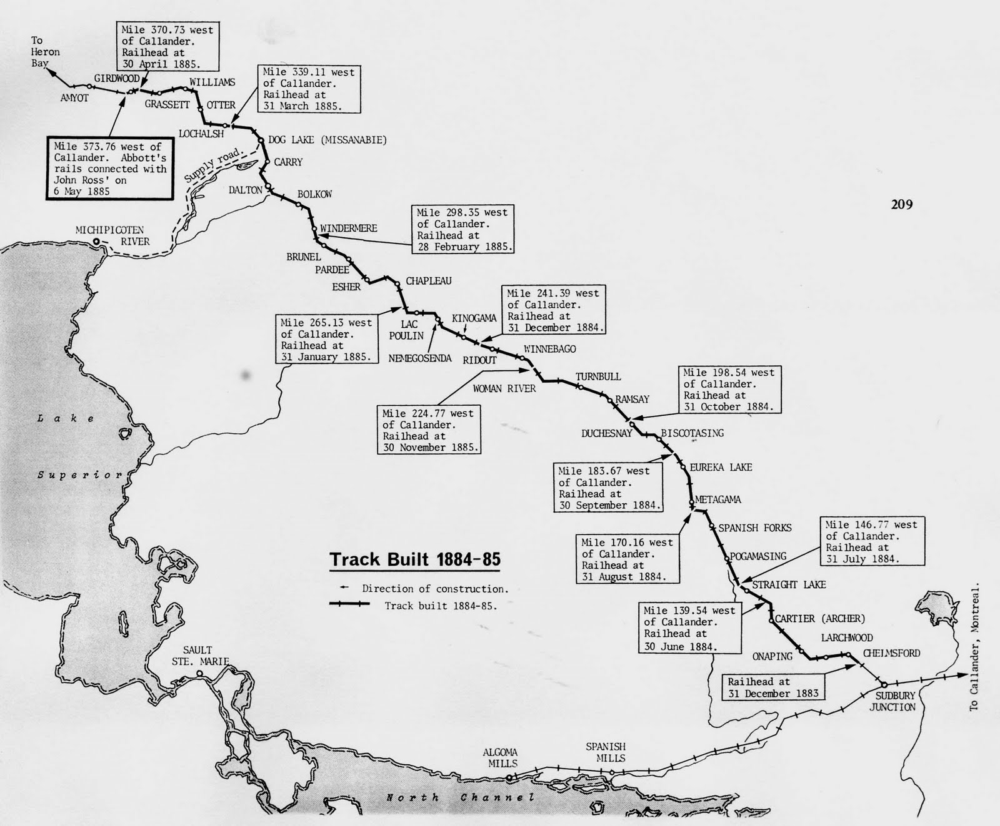 Mile 370.73 west
of Callander.
Railhead at
30 April 1885.
To
Heron
Bay
GIRDWOOD
AMYOT
WILLIAMS
GRASSETT
OTTER
Mile 339.11 west
of Callander.
Railhead at
31 March 1885.
LOCHALSH
DOG LAKE (MISSANABIE)
Mile 373.76 west of
Callander. Abbott's
rails connected with
John Ross' on
6 May 1885
Supply road.
CARRY
DALTON
BOLKOW
209
Mile 298.35 west
of Callander.
Railhead at
28 February 1885.
MICHIPICOTEN
RIVER
WINDERMERE
BRUNEL
PARDEE
ESHER
CHAPLEAU
Mile 241.39 west
of Callander.
Railhead at
31 December 1884.
Mile 265.13 west
of Callander.
Railhead at
31 January 1885.
LAC
POULIN
KINOGAMA
NEMEGOSENDA
RIDOUT
WINNEBAGO
WOMAN RIVER
TURNBULL
Mile 198.54 west
of Callander.
Railhead at
31 October 1884.
RAMSAY
Mile 224.77 west
of Callander.
Railhead at
30 November 1885.
DUCHESNAY
BISCOTASING
Lake
Superior
Mile 183.67 west
of Callander.
Railhead at
30 September 1884.
EUREKA LAKE
METAGAMA
SPANISH FORKS
Mile 146.77 west
of Callander.
Railhead at
31 July 1884.
Mile 170.16 west
of Callander.
Railhead at
31 August 1884.
POGAMASING
STRAIGHT LAKE
Track Built 1884-85
Direction of construction.
Track built 1884-85.
Mile 139.54 west
of Callander.
Railhead at
30 June 1884.
CARTIER (ARCHER)
LARCHWOOD
ONAPING
CHELMSFORD
To Callander, Montreal.
Railhead at
31 December 1883
SUDBURY
JUNCTION
SAULT
STE. MARIE
ALGOMA
MILLS
SPANISH
MILLS
North Channel